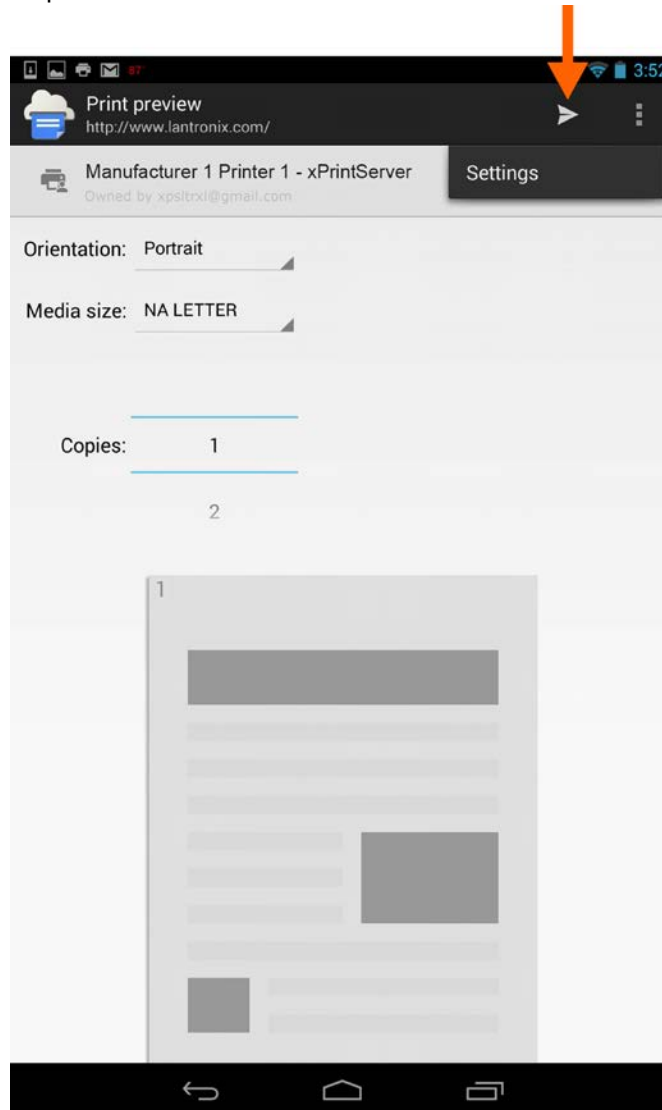 87°
3:52
Print preview
http://www.lantronix.com/
Manufacturer 1 Printer 1 - xPrintServer
Settings
Owned by xpsltrxl@gmail.com
Orientation: Portrait
Media size: NA LETTER
Copies: 1
2
1